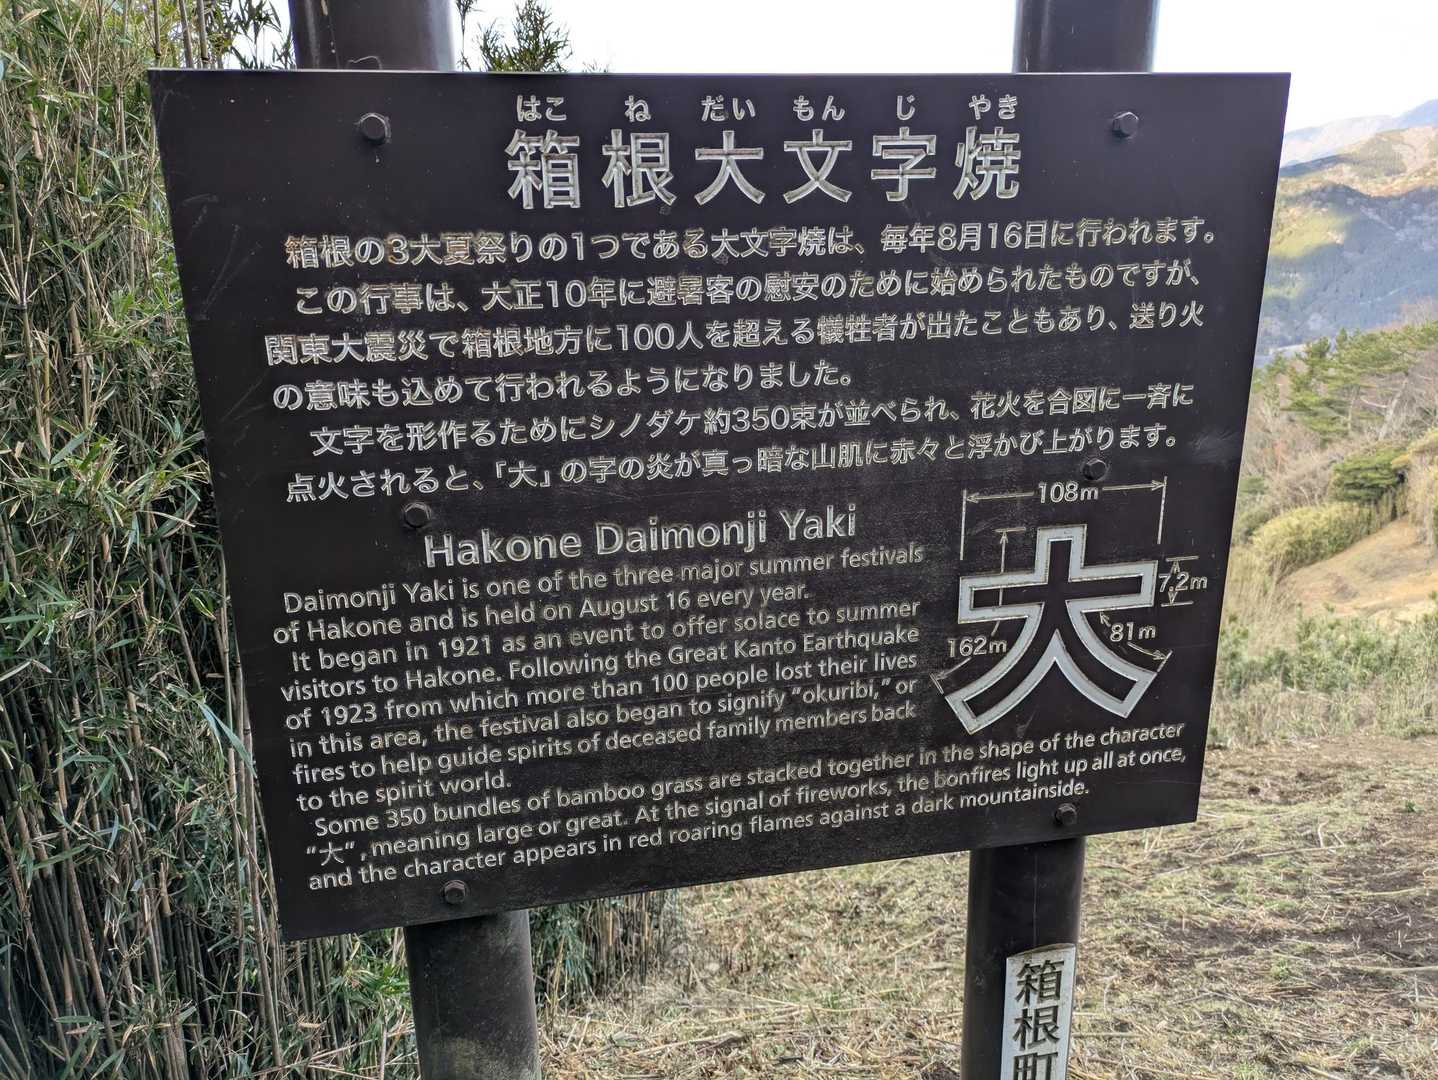 はこ ね だい もん じ やき
箱根大文字焼
箱根の3大夏祭りの1つである大文字焼は、毎年8月16日に行われます。
この行事は、大正10年に避暑客の慰安のために始められたものですが、
関東大震災で箱根地方に100人を超える犠牲者が出たこともあり、送り火
の意味も込めて行われるようになりました。
文字を形作るためにシノダケ約350束が並べられ、花火を合図に一斉に
点火されると、「大」の字の炎が真っ暗な山肌に赤々と浮かび上がります。
Hakone Daimonji Yaki
Daimonji Yaki is one of the three major summer festivals
of Hakone and is held on August 16 every year.
It began in 1921 as an event to offer solace to summer
visitors to Hakone. Following the Great Kanto Earthquake
of 1923 from which more than 100 people lost their lives
in this area, the festival also began to signify "okuribi," or
fires to help guide spirits of deceased family members back
to the spirit world.
Some 350 bundles of bamboo grass are stacked together in the shape of the character
"大", meaning large or great. At the signal of fireworks, the bonfires light up all at once,
and the character appears in red roaring flames against a dark mountainside.
108m
7.2m
81m
162m
大
箱根町